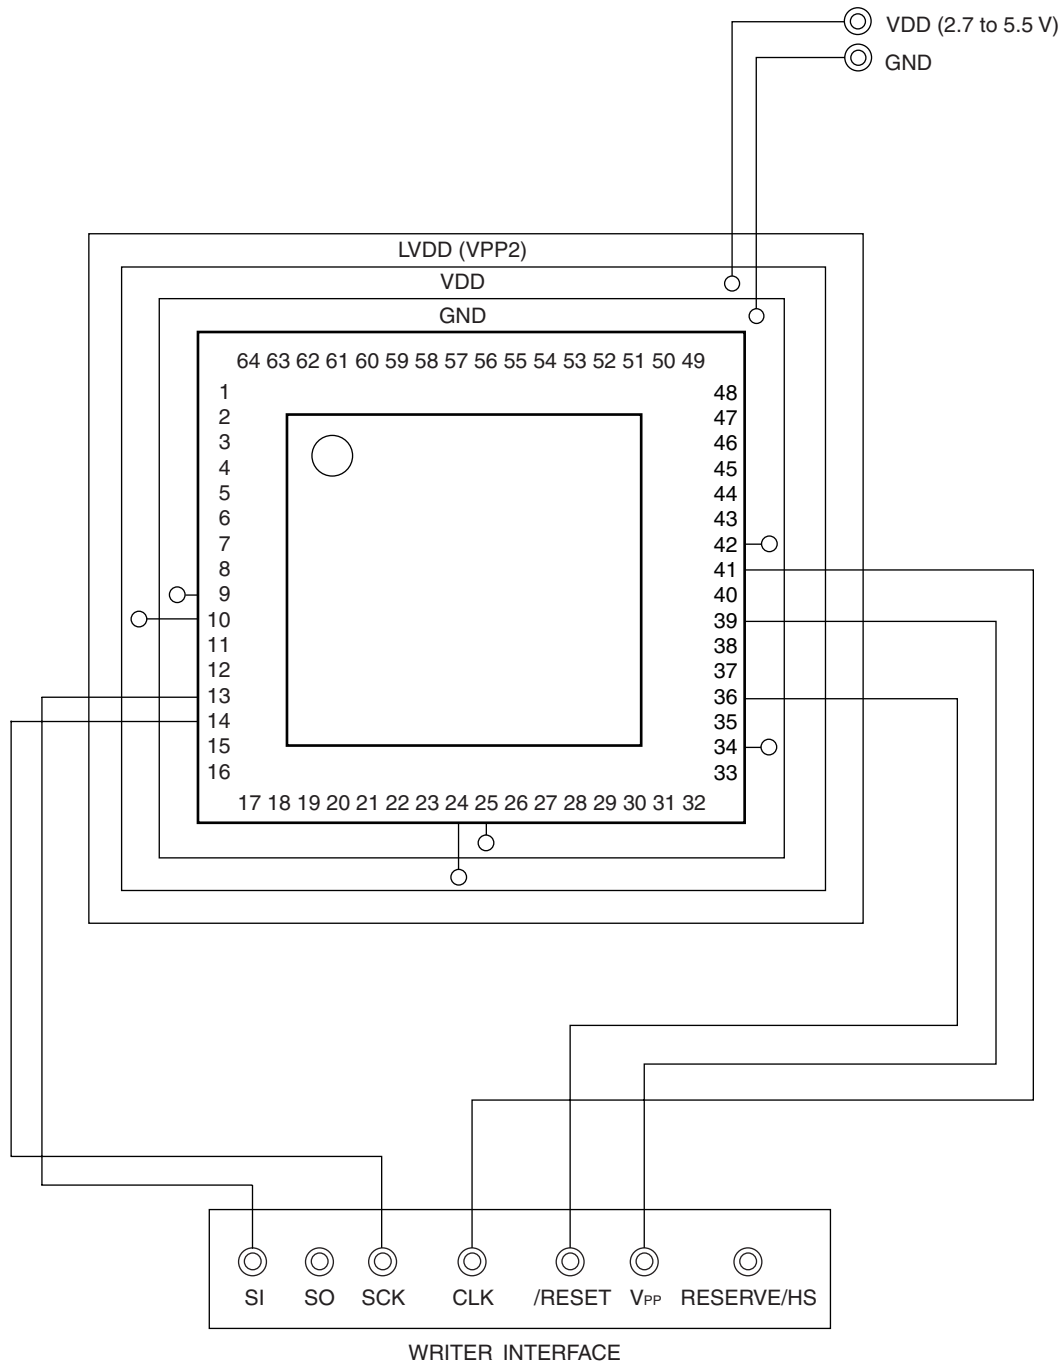 VDD (2.7 to 5.5 V)
GND
LVDD (VPP2)
VDD
GND
64 63 62 61 60 59 58 57 56 55 54 53 52 51 50 49
1 48
2 47
3 46
4 45
5 44
6 43
7 42
8 41
9 40
10 39
11 38
12 37
13 36
14 35
15 34
16 33
17 18 19 20 21 22 23 24 25 26 27 28 29 30 31 32
SI SO SCK CLK /RESET VPP RESERVE/HS
WRITER INTERFACE